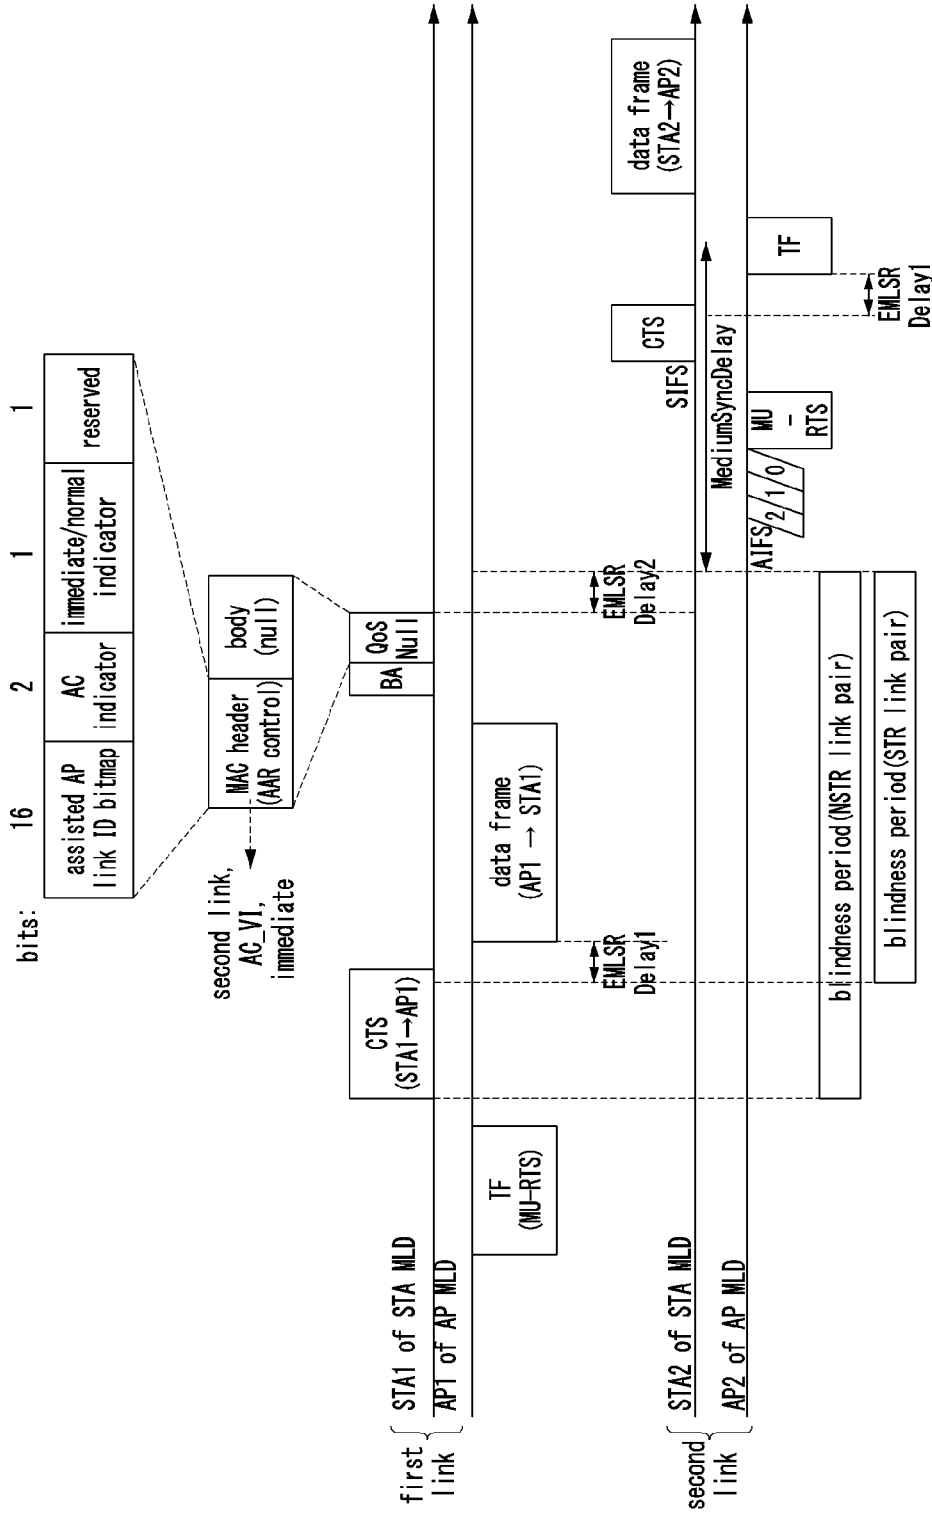 bits:
16
2
1
1
assisted AP
link ID bitmap
AC
indicator
immediate/normal
indicator
reserved
MAC header
(AAR control)
body
(null)
second link,
AC_VI,
immediate
first
link
STA1 of STA MLD
AP1 of AP MLD
TF
(MU-RTS)
CTS
(STA1→AP1)
EMLSR
Delay1
data frame
(AP1 → STA1)
BA
QoS
Null
EMLSR
Delay2
second
link
STA2 of STA MLD
AP2 of AP MLD
AIFS
2
1
0
MU
-
RTS
SIFS
CTS
MediumSyncDelay
EMLSR
Delay1
TF
data frame
(STA2→AP2)
blindness period(NSTR link pair)
blindness period(STR link pair)